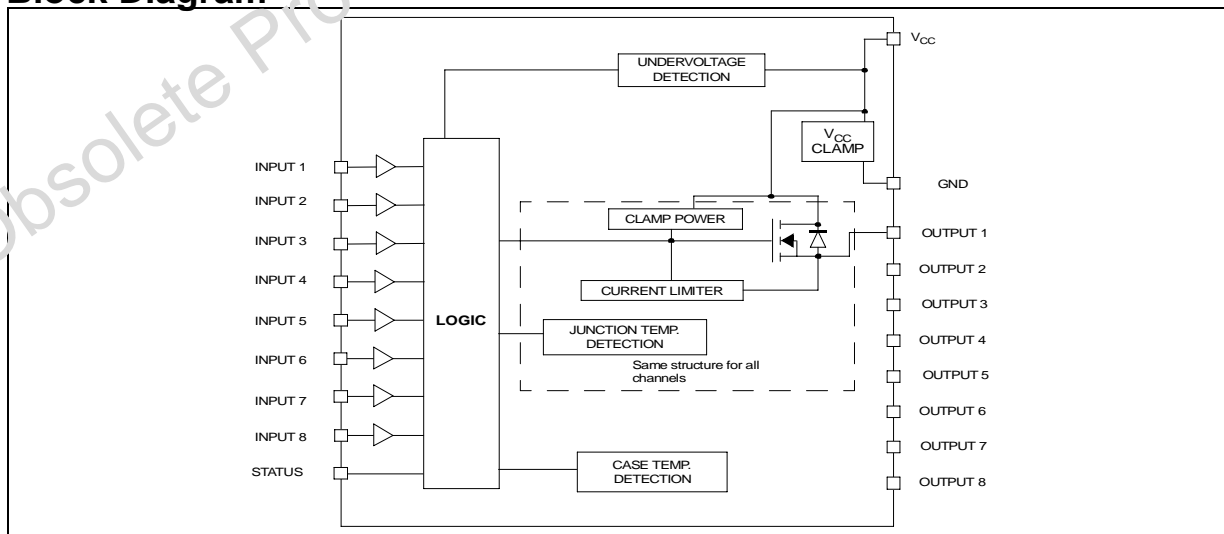 Block Diagram
Obsolete Pro
VCC
UNDERVOLTAGE
DETECTION
VCC
CLAMP
INPUT 1
GND
INPUT 2
CLAMP POWER
OUTPUT 1
INPUT 3
OUTPUT 2
INPUT 4
CURRENT LIMITER
OUTPUT 3
INPUT 5
LOGIC
JUNCTION TEMP.
DETECTION
OUTPUT 4
INPUT 6
Same structure for all
channels
OUTPUT 5
INPUT 7
OUTPUT 6
INPUT 8
OUTPUT 7
STATUS
CASE TEMP.
DETECTION
OUTPUT 8